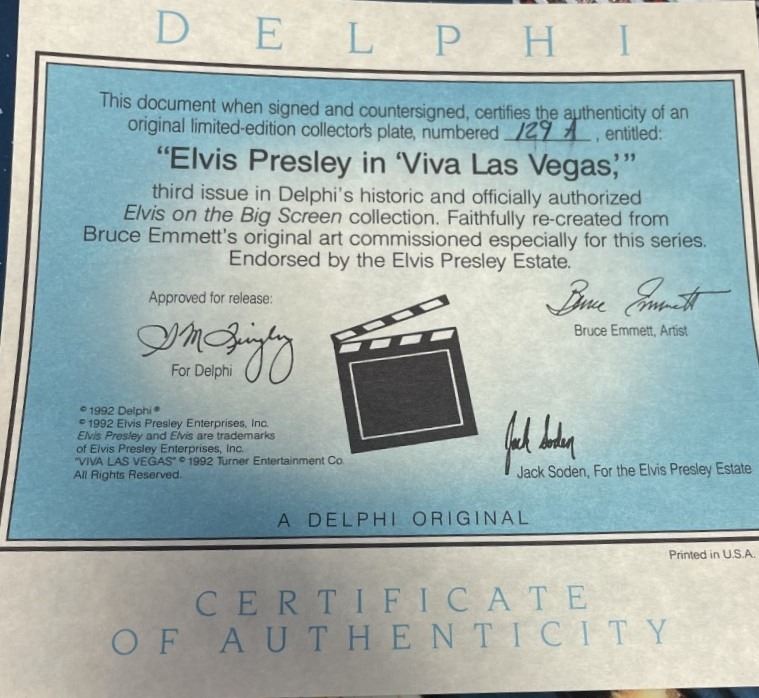 DELPHI
This document when signed and countersigned, certifies the authenticity of an
original limited-edition collector's plate, numbered 129 A, entitled:
"Elvis Presley in 'Viva Las Vegas,'"
third issue in Delphi's historic and officially authorized
Elvis on the Big Screen collection. Faithfully re-created from
Bruce Emmett's original art commissioned especially for this series.
Endorsed by the Elvis Presley Estate.
Approved for release:
Bruce Emmett
Bruce Emmett, Artist
For Delphi
© 1992 Delphi®
© 1992 Elvis Presley Enterprises, Inc.
Elvis Presley and Elvis are trademarks
of Elvis Presley Enterprises, Inc.
"VIVA LAS VEGAS" © 1992 Turner Entertainment Co.
All Rights Reserved.
Jack Soden
Jack Soden, For the Elvis Presley Estate
A DELPHI ORIGINAL
Printed in U.S.A.
CERTIFICATE
OF AUTHENTICITY